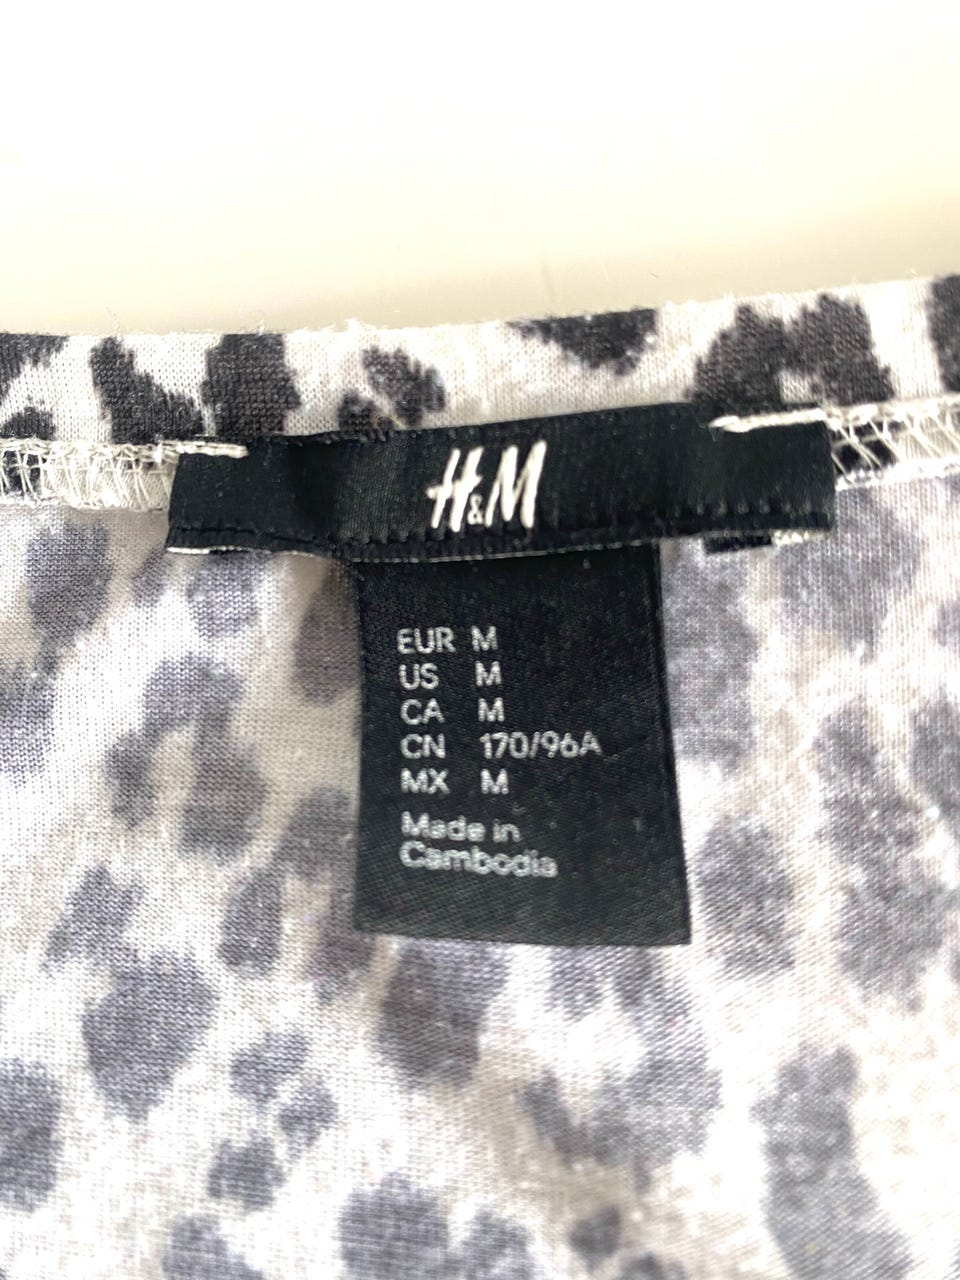 H&M
EUR M
US M
CA M
CN 170/96A
MX M
Made in
Cambodia